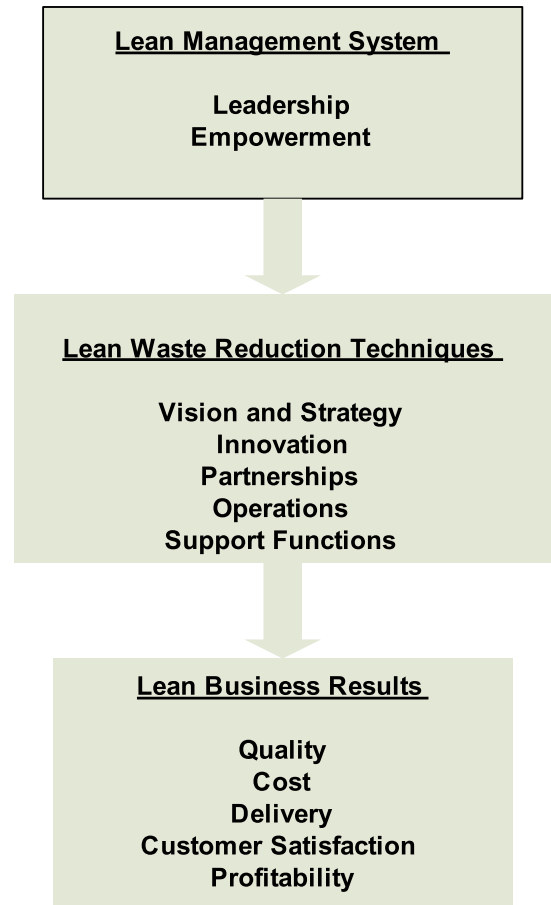 Lean Management System
Leadership
Empowerment
Lean Waste Reduction Techniques
Vision and Strategy
Innovation
Partnerships
Operations
Support Functions
Lean Business Results
Quality
Cost
Delivery
Customer Satisfaction
Profitability